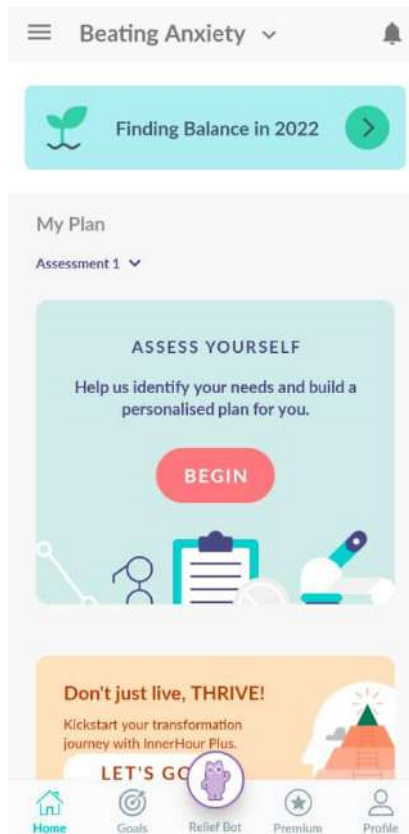 Beating Anxiety
Finding Balance in 2022
My Plan
Assessment 1
ASSESS YOURSELF
Help us identify your needs and build a
personalised plan for you.
BEGIN
Don't just live, THRIVE!
Kickstart your transformation
journey with InnerHour Plus.
LET'S GO
Home Goals Relief Bot Premium Profile